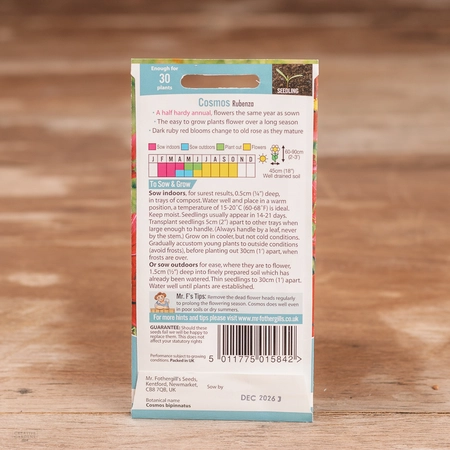 Enough for
30
plants
SEEDLING
Cosmos Rubenza
· A half hardy annual, flowers the same year as sown
· The easy to grow plants flower over a long season
· Dark ruby red blooms change to old rose as they mature
Sow indoors Sow outdoors Plant out Flowers
J F M A M J J A S O N D
60-90cm
(2'-3')
45cm (18")
Well drained soil
To Sow & Grow
Sow indoors, for surest results, 0.5cm (¼") deep,
in trays of compost. Water well and place in a warm
position, a temperature of 15-20°C (60-68°F) is ideal.
Keep moist. Seedlings usually appear in 14-21 days.
Transplant seedlings 5cm (2") apart to other trays when
large enough to handle. (Always handle by a leaf, never
by the stem.) Grow on in cooler, but not cold conditions.
Gradually accustom young plants to outside conditions
(avoid frosts), before planting out 30cm (1') apart, when
frosts are over.
Or sow outdoors for ease, where they are to flower,
1.5cm (½") deep into finely prepared soil which has
already been watered. Thin seedlings to 30cm (1') apart.
Water well until plants are established.
Mr. F's Tips: Remove the dead flower heads regularly
to prolong the flowering season. Cosmos does well even
in poor soils or dry summers.
For more hints and tips please visit www.mr-fothergills.co.uk
GUARANTEE: Should these
seeds fail we will be happy to
replace them. This does not
affect your statutory rights
Performance subject to growing
conditions. Packed in UK.
5 011775 015842 >
Mr. Fothergill's Seeds,
Kentford, Newmarket,
CB8 7QB, UK
Sow by
DEC 2026 3
Botanical name
Cosmos bipinnatus